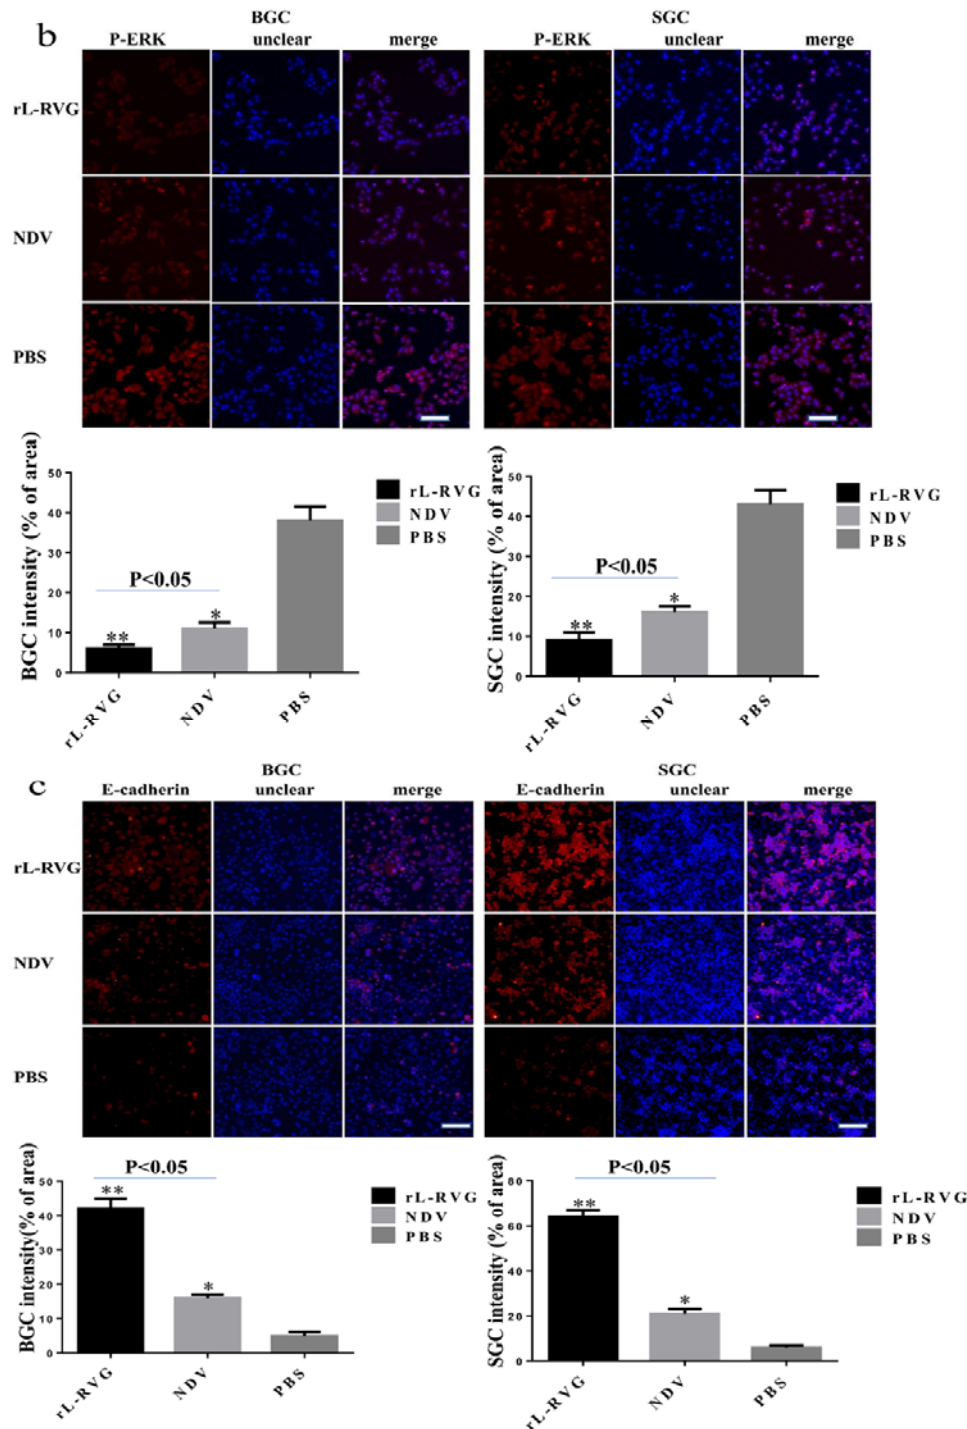 b
BGC
SGC
P-ERK unclear merge
P-ERK unclear merge
rL-RVG
NDV
PBS
BGC intensity (% of area)
50
40
30
20
10
0
P<0.05
** *
rL-RVG
NDV
PBS
rL-RVG NDV PBS
SGC intensity (% of area)
50
40
30
20
10
0
P<0.05
** *
rL-RVG
NDV
PBS
rL-RVG NDV PBS
c
BGC
SGC
E-cadherin unclear merge
E-cadherin unclear merge
rL-RVG
NDV
PBS
BGC intensity(% of area)
50
40
30
20
10
0
P<0.05
** *
rL-RVG
NDV
PBS
rL-RVG NDV PBS
SGC intensity (% of area)
80
60
40
20
0
P<0.05
** *
rL-RVG
NDV
PBS
rL-RVG NDV PBS